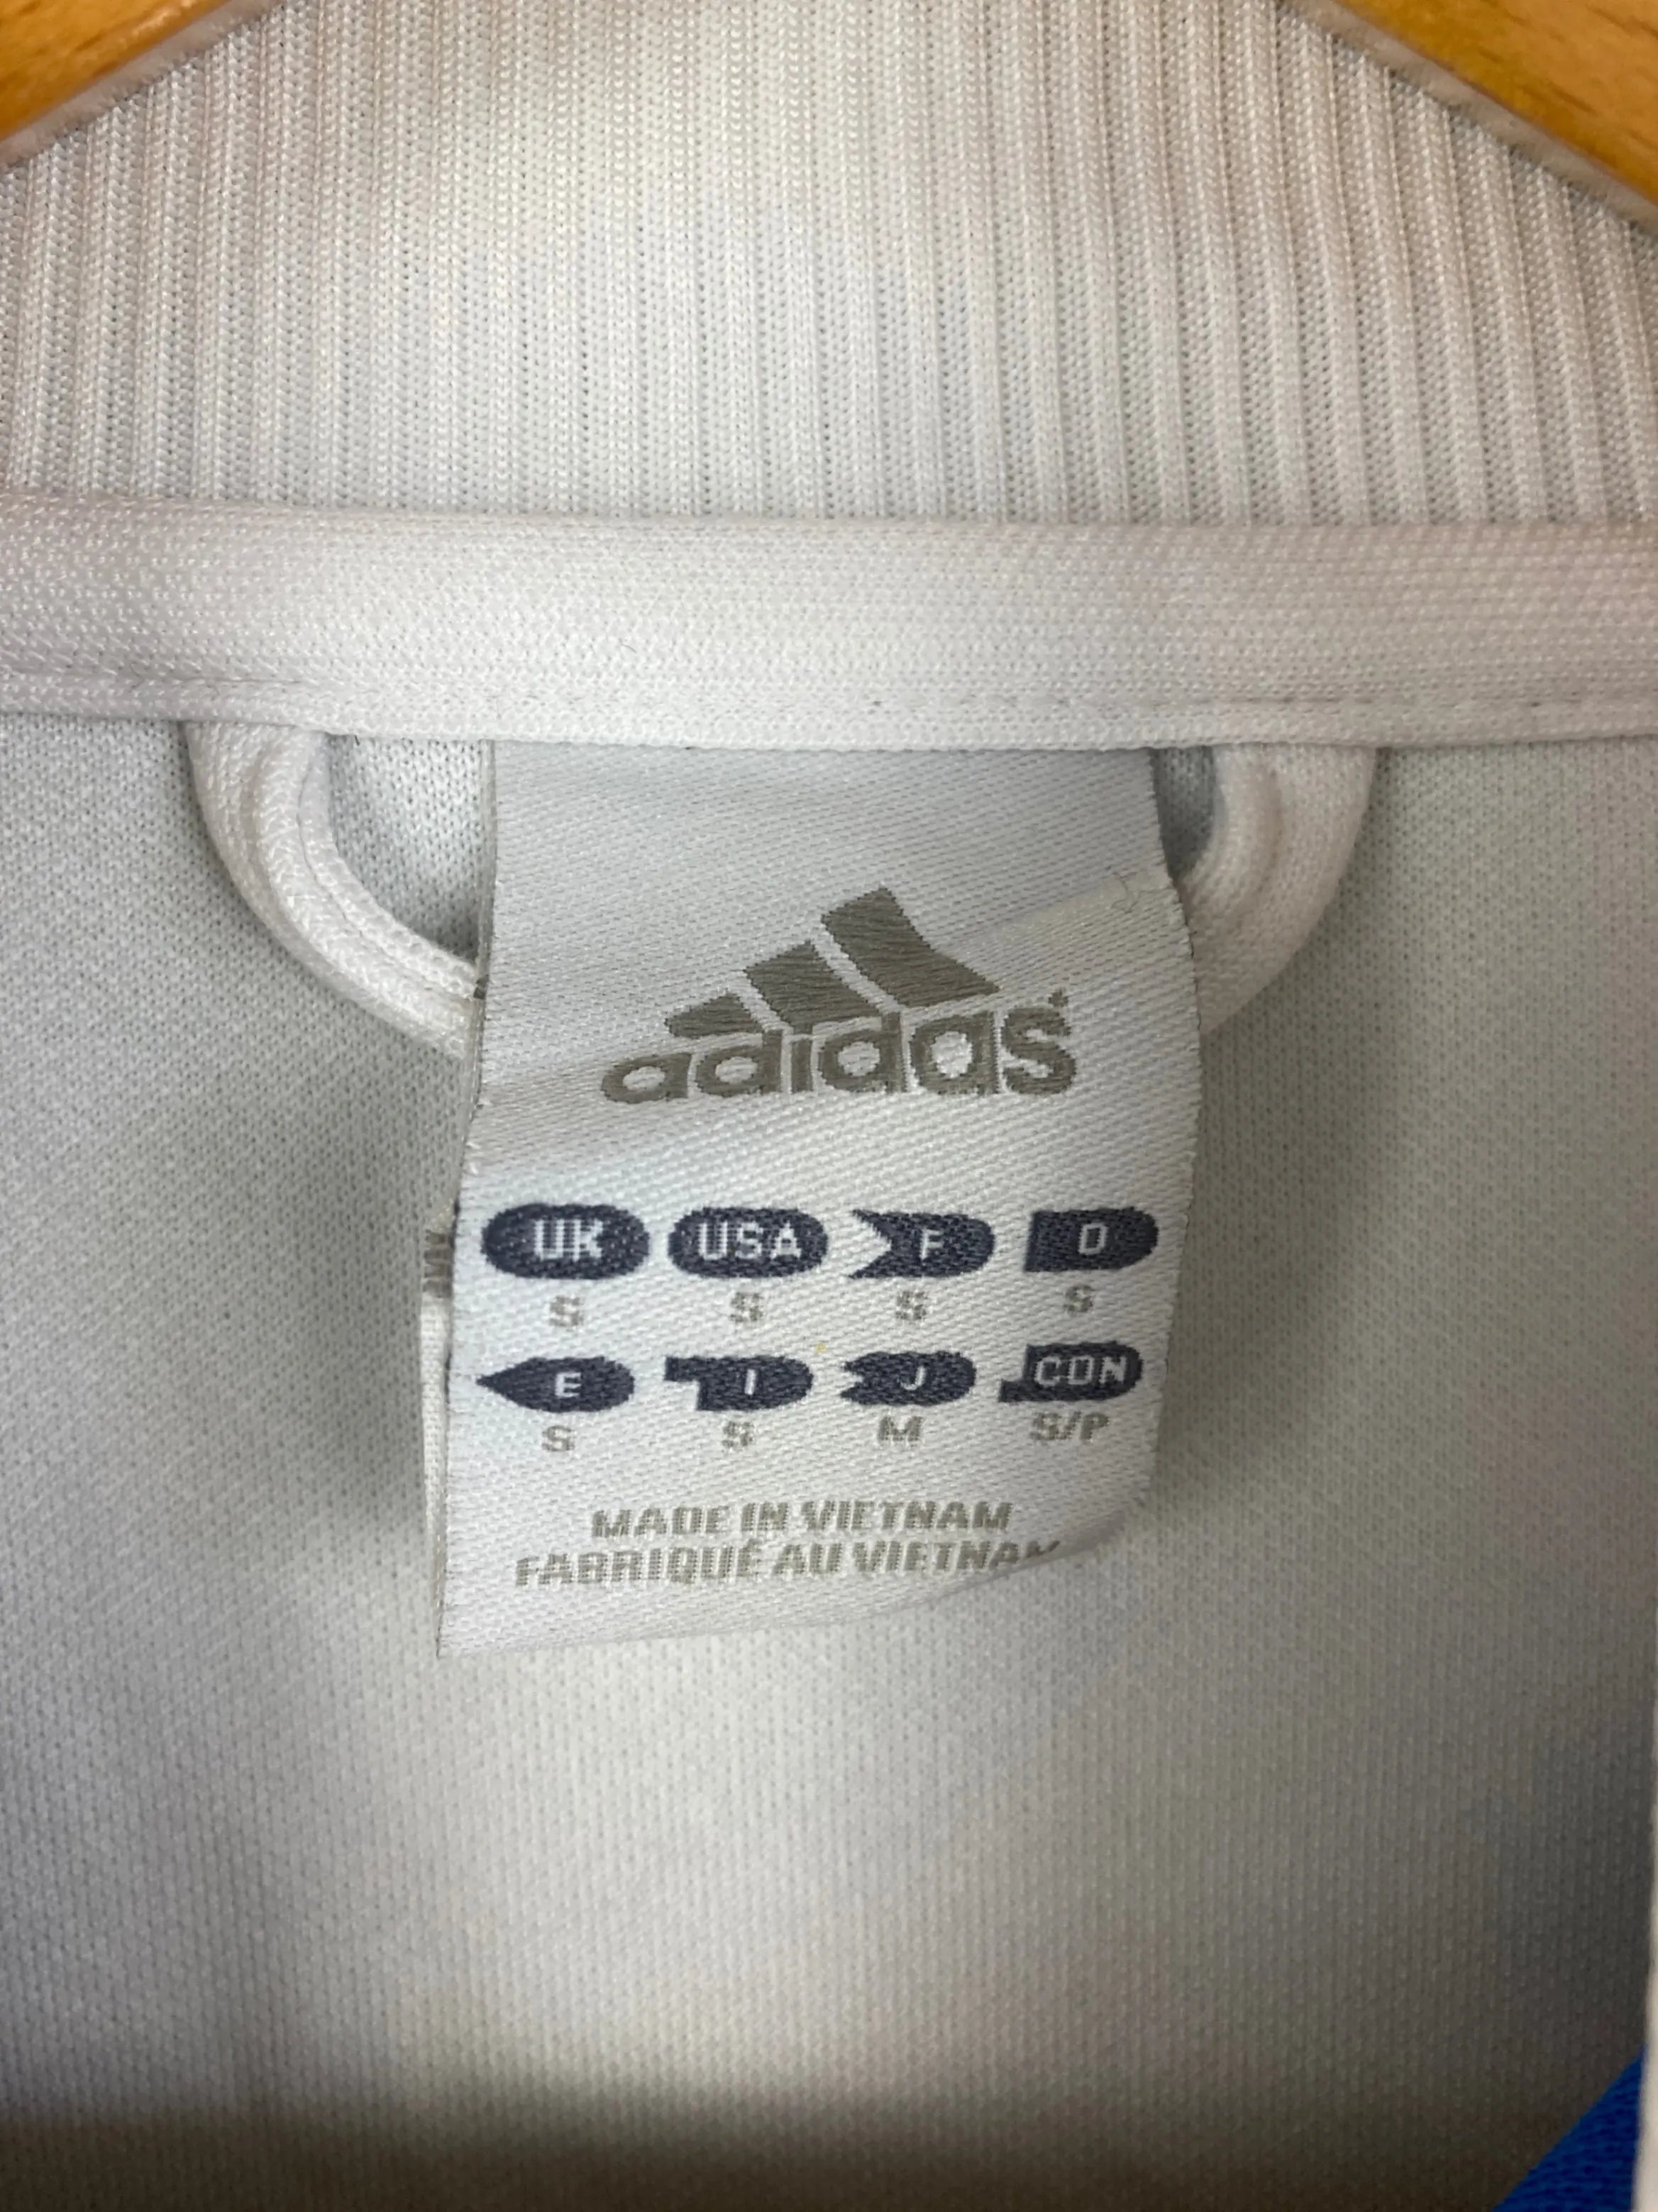 adidas
UK USA F D
S S S S
E I J CON
S S M S/P
MADE IN VIETNAM
FABRIQUÉ AU VIETNAM